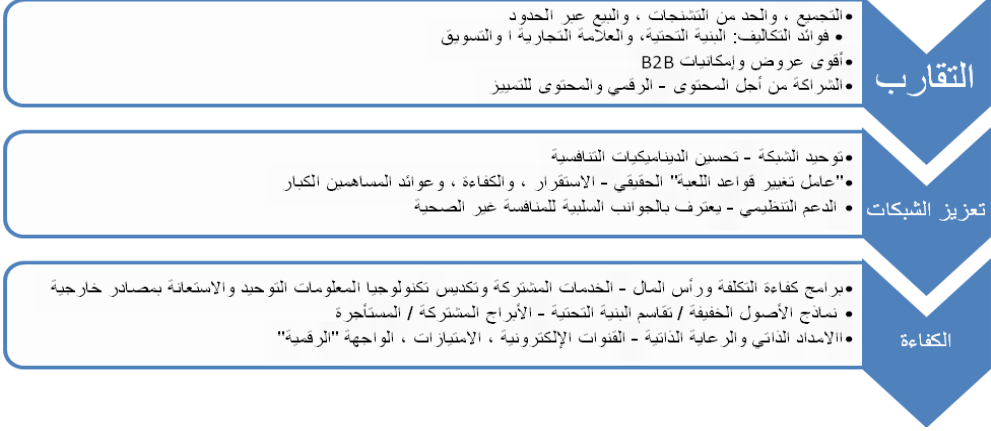 التقارب
•التجميع ، والحد من التشنجات ، والبيع عبر الحدود
• فوائد التكاليف: البنية التحتية، والعلامة التجارية ا والتسويق
•أقوى عروض وإمكانيات B2B
•الشراكة من أجل المحتوى - الرقمي والمحتوى للتمييز
تعزيز الشبكات
•توحيد الشبكة - تحسين الديناميكيات التنافسية
•"عامل تغيير قواعد اللعبة" الحقيقي - الاستقرار ، والكفاءة ، وعوائد المساهمين الكبار
• الدعم التنظيمي - يعترف بالجوانب السلبية للمنافسة غير الصحية
الكفاءة
•برامج كفاءة التكلفة ورأس المال - الخدمات المشتركة وتكديس تكنولوجيا المعلومات التوحيد والاستعانة بمصادر خارجية
• نماذج الأصول الخفيفة / تقاسم البنية التحتية - الأبراج المشتركة / المستأجرة
•االامداد الذاتي والرعاية الذاتية - القنوات الإلكترونية ، الامتيازات ، الواجهة "الرقمية"